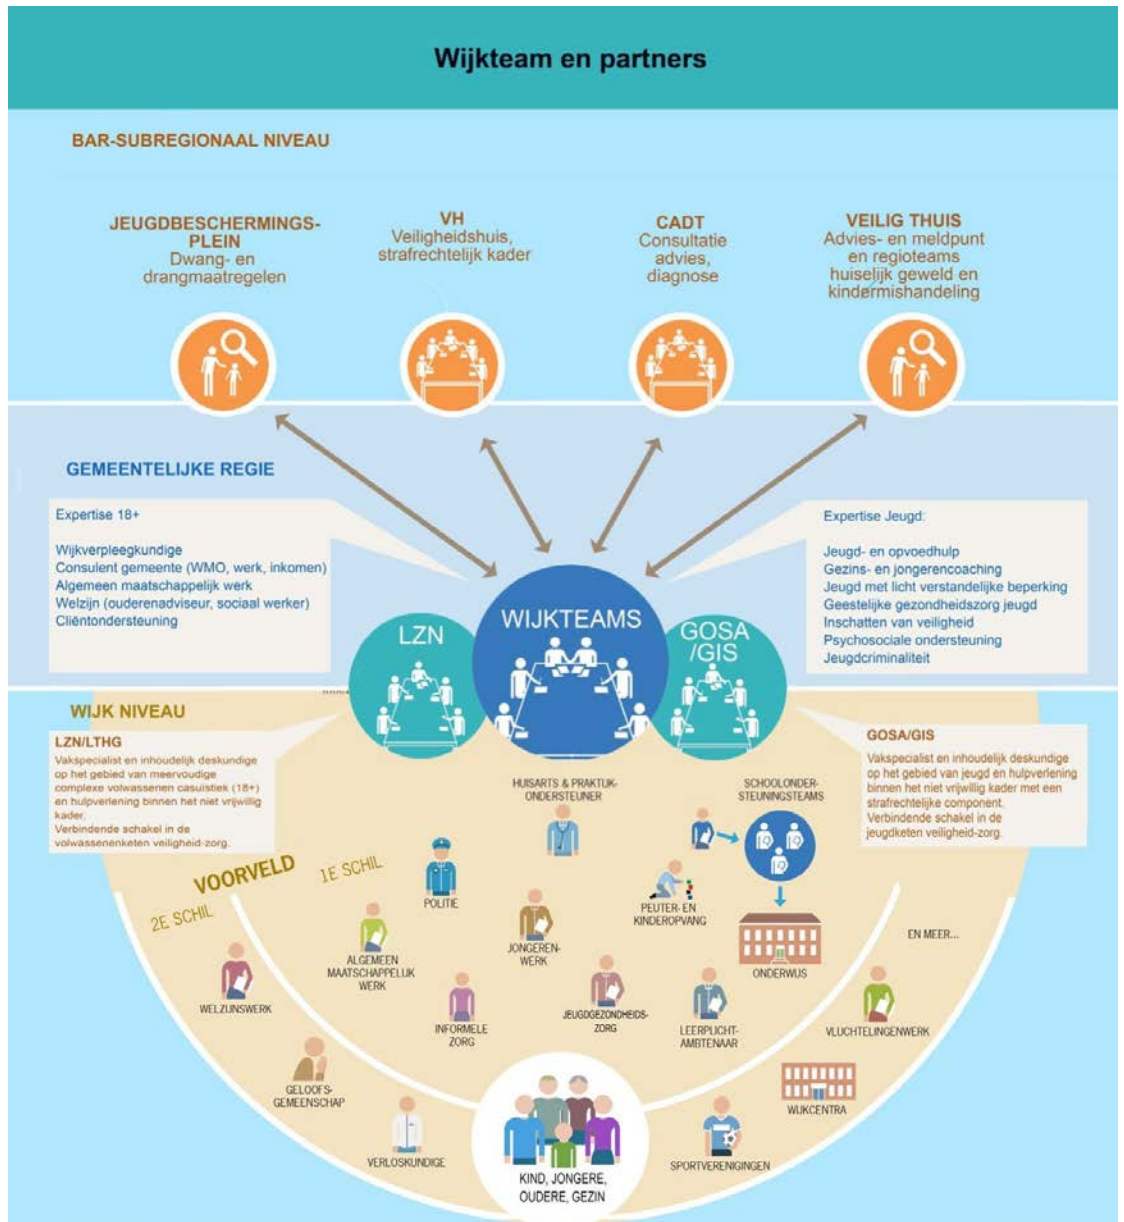 Wijkteam en partners
BAR-SUBREGIONAAL NIVEAU
JEUGDBESCHERMINGS-
PLEIN
Dwang- en
drangmaatregelen
VH
Veiligheidshuis,
strafrechtelijk kader
CADT
Consultatie
advies,
diagnose
VEILIG THUIS
Advies- en meldpunt
en regioteams
huiselijk geweld en
kindermishandeling
GEMEENTELIJKE REGIE
Expertise 18+
Wijkverpleegkundige
Consulent gemeente (WMO, werk, inkomen)
Algemeen maatschappelijk werk
Welzijn (ouderenadviseur, sociaal werker)
Cliëntondersteuning
Expertise Jeugd:
Jeugd- en opvoedhulp
Gezins- en jongerencoaching
Jeugd met licht verstandelijke beperking
Geestelijke gezondheidszorg jeugd
Inschatten van veiligheid
Psychosociale ondersteuning
Jeugdcriminaliteit
LZN
WIJKTEAMS
GOSA
/GIS
WIJK NIVEAU
LZN/LTHG
Vakspecialist en inhoudelijk deskundige
op het gebied van meervoudige
complexe volwassenen casuïstiek (18+)
en hulpverlening binnen het niet vrijwillig
kader.
Verbindende schakel in de
volwassenenketen veiligheid-zorg.
GOSA/GIS
Vakspecialist en inhoudelijk deskundige
op het gebied van jeugd en hulpverlening
binnen het niet vrijwillig kader met een
strafrechtelijke component.
Verbindende schakel in de
jeugdketen veiligheid-zorg.
HUISARTS & PRAKTIJK-
ONDERSTEUNER
SCHOOLONDER-
STEUNINGSTEAMS
VOORVELD
1E SCHIL
2E SCHIL
POLITIE
PEUTER- EN
KINDEROPVANG
ALGEMEEN
MAATSCHAPPELIJK
WERK
JONGEREN-
WERK
ONDERWIJS
EN MEER...
WELZIJNSWERK
INFORMELE
ZORG
JEUGDGEZONDHEIDS-
ZORG
LEERPLICHT-
AMBTENAAR
VLUCHTELINGENWERK
GELOOFS-
GEMEENSCHAP
WIJKCENTRA
VERLOSKUNDIGE
SPORTVERENIGINGEN
KIND, JONGERE,
OUDERE, GEZIN